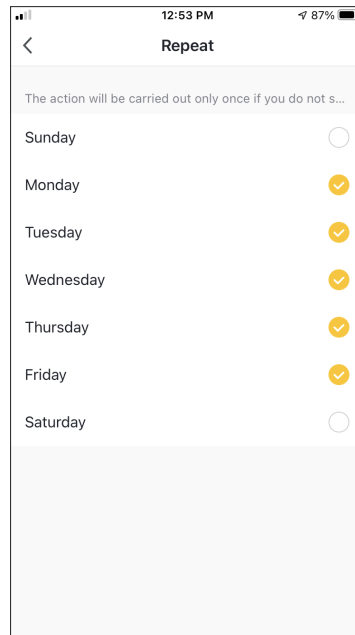 12:53 PM 87%
Repeat
The action will be carried out only once if you do not s...
Sunday
Monday
Tuesday
Wednesday
Thursday
Friday
Saturday